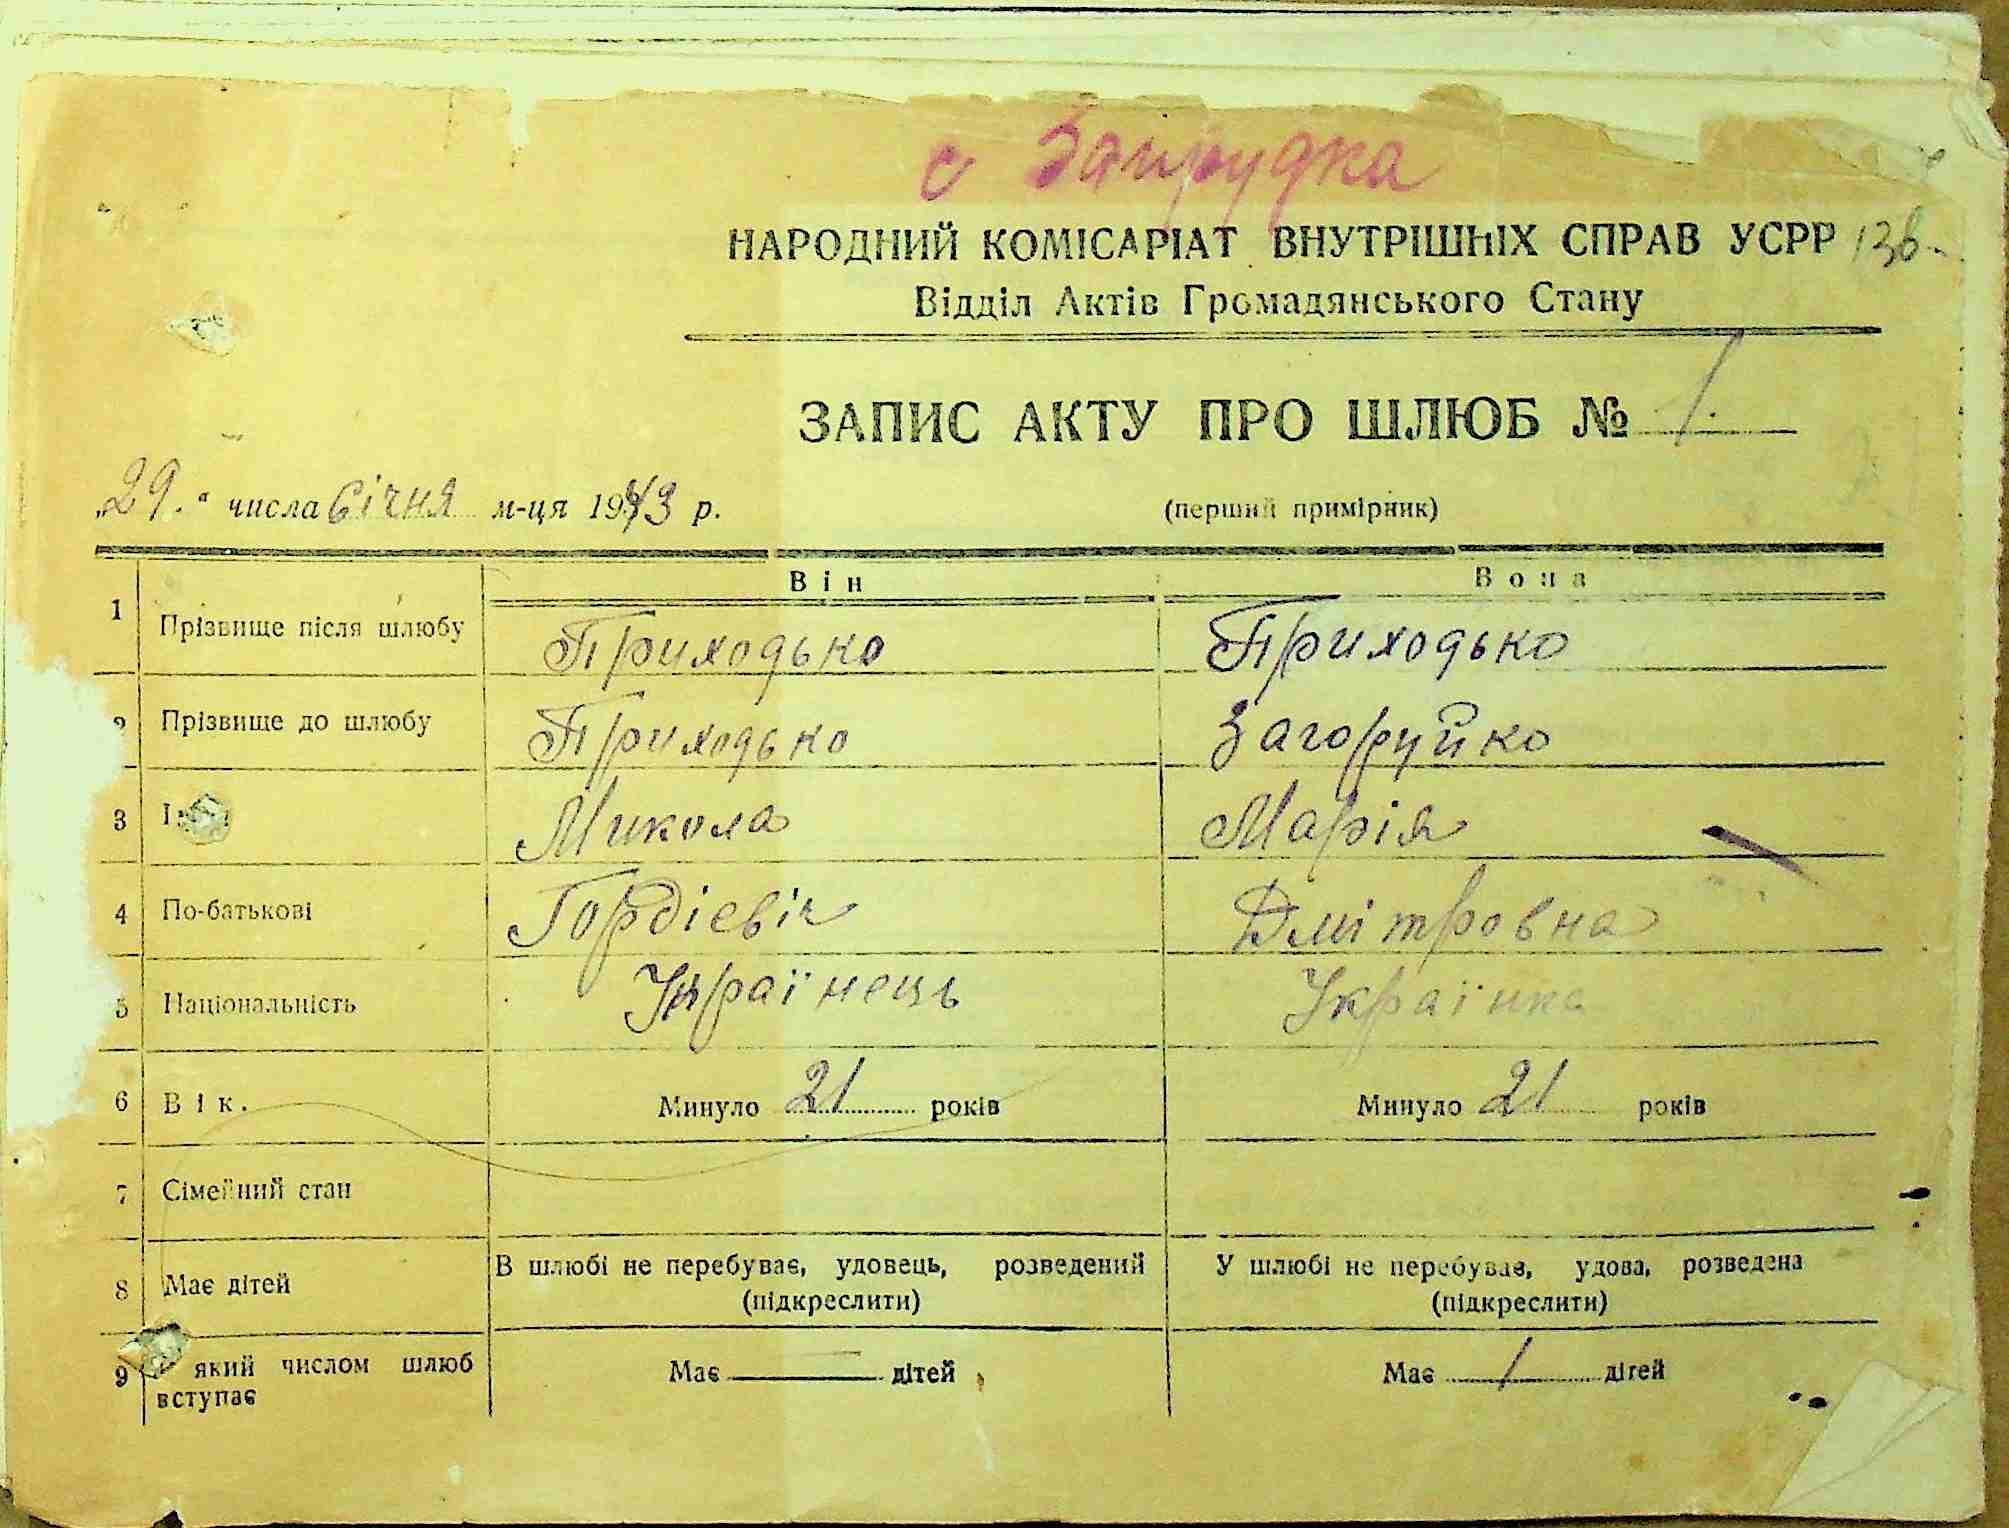 с Запрудка
НАРОДНИЙ КОМІСАРІАТ ВНУТРІШНІХ СПРАВ УСРР
Відділ Актів Громадянського Стану
ЗАПИС АКТУ ПРО ШЛЮБ № 1.
„29." числа Січня м-ця 1943 р. (перший примірник)
Він Вона
1 Прізвище після шлюбу Приходько Приходько
2 Прізвище до шлюбу Приходько Загоруйко
3 Микола Марія
4 По-батькові Гордієвіч Дмітровна
5 Національність Українець Українка
6 Вік. Минуло 21 років Минуло 21 років
7 Сімейний стан
8 Має дітей В шлюбі не перебуває, удовець, розведений У шлюбі не перебуває, удова, розведена
(підкреслити) (підкреслити)
9 який числом шлюб Має — дітей Має 1 дітей
вступає